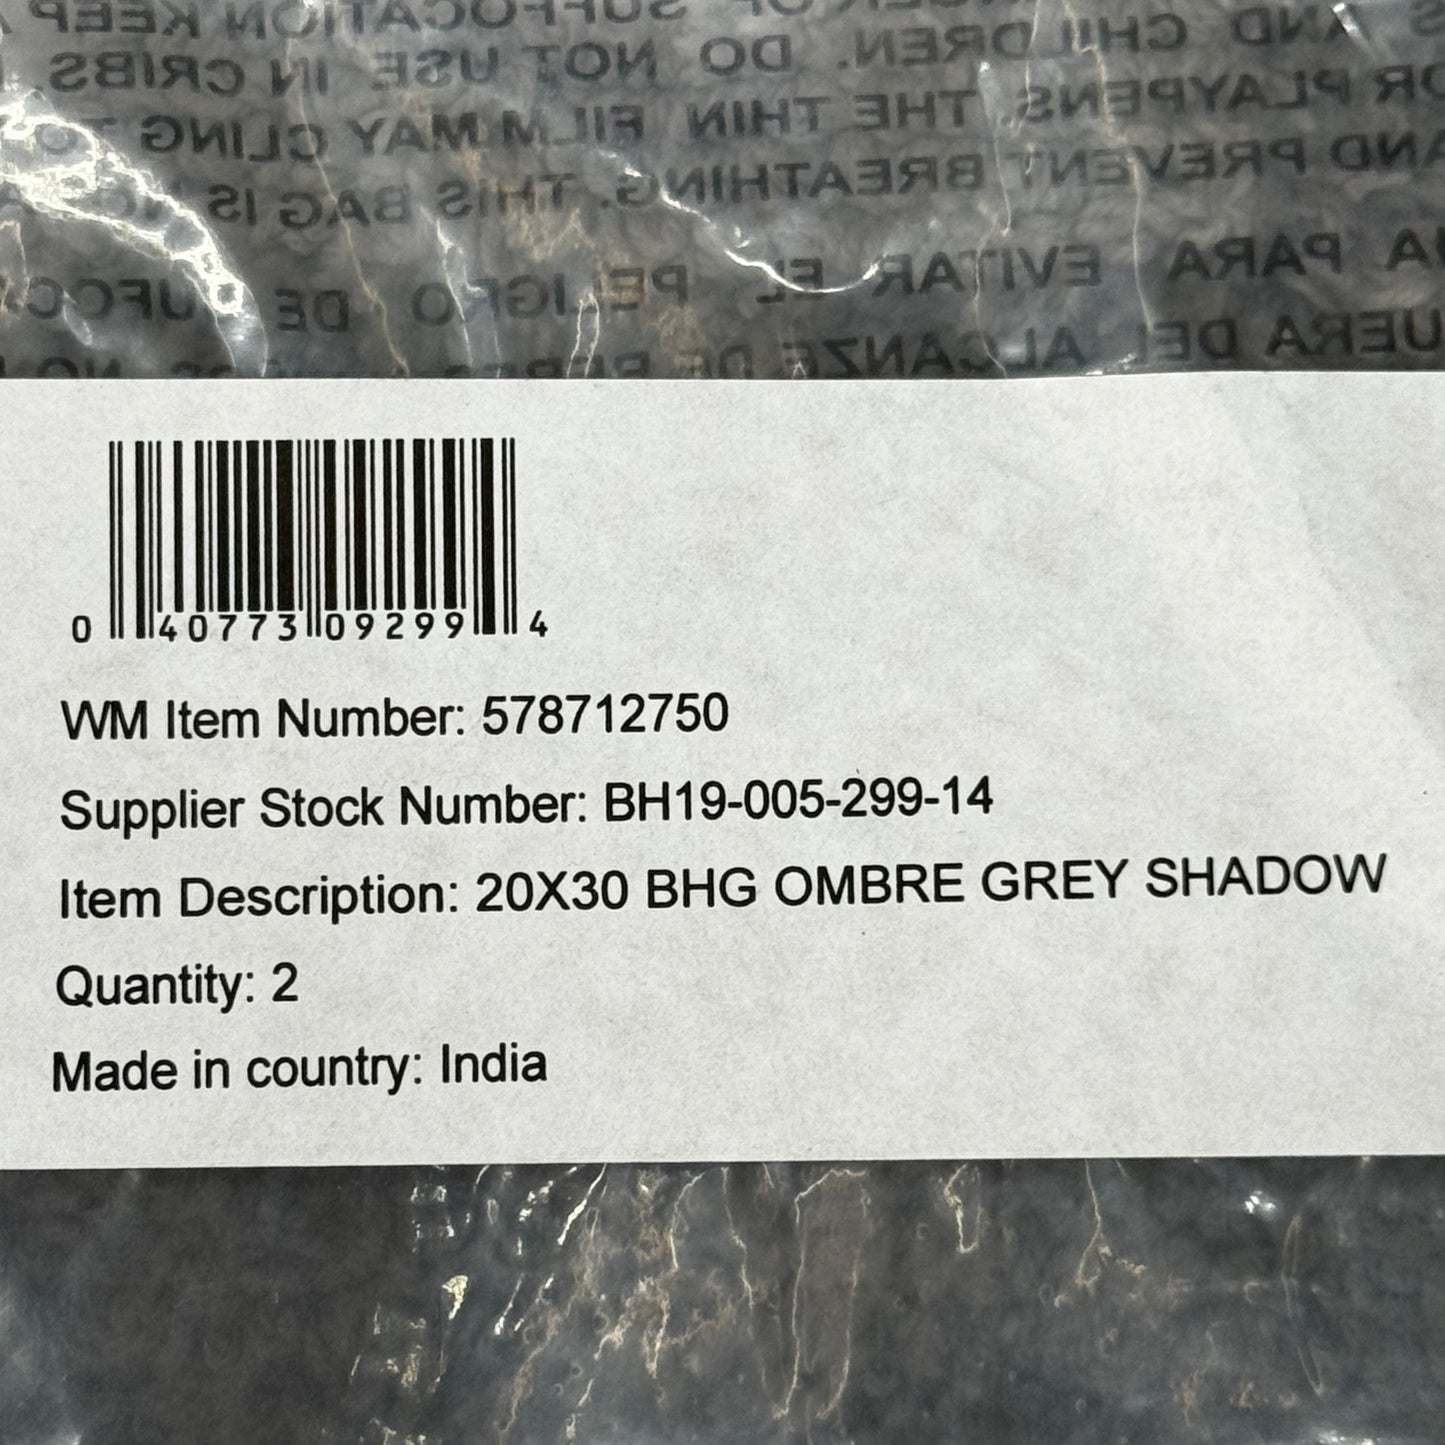 KEEP
SUFFOCATION
AND CHILDREN. DO NOT USE IN CRIBS.
OR PLAYPENS. THE THIN FILM MAY CLING TO
AND PREVENT BREATHING. THIS BAG IS
PARA EVITAR EL PELIGRO DE
DEL ALCANZE DE
0 40773 09299 4
WM Item Number: 578712750
Supplier Stock Number: BH19-005-299-14
Item Description: 20X30 BHG OMBRE GREY SHADOW
Quantity: 2
Made in country: India